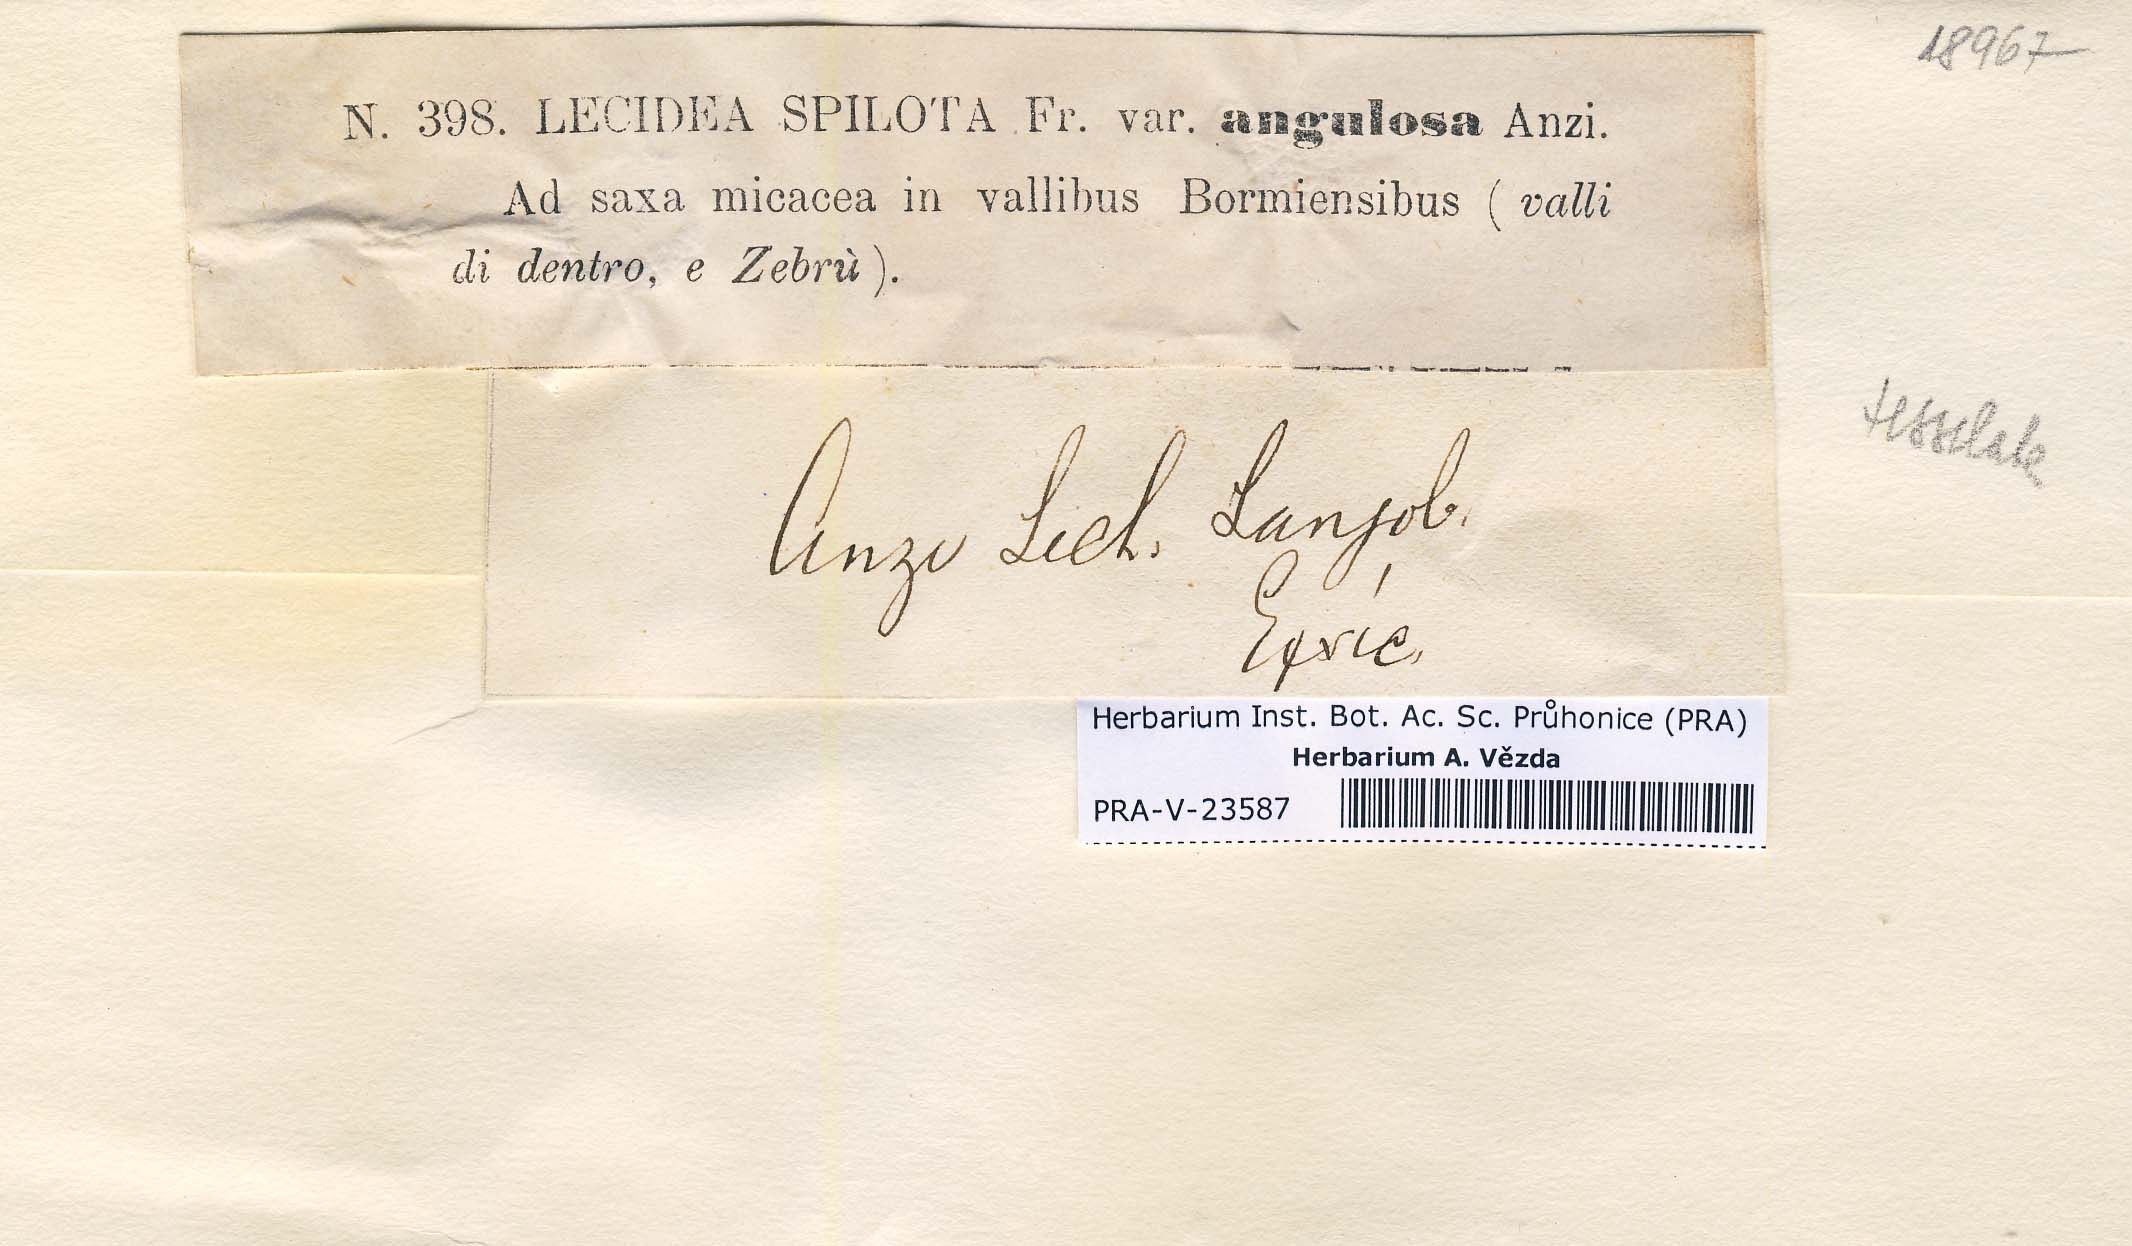 18967
N. 398. LECIDEA SPILOTA Fr. var. angulosa Anzi.
Ad saxa micacea in vallibus Bormiensibus ( valli
di dentro, e Zebrù ).
tessellata
Anzi Lich. Langob.
Exsic.
Herbarium Inst. Bot. Ac. Sc. Průhonice (PRA)
Herbarium A. Vězda
PRA-V-23587